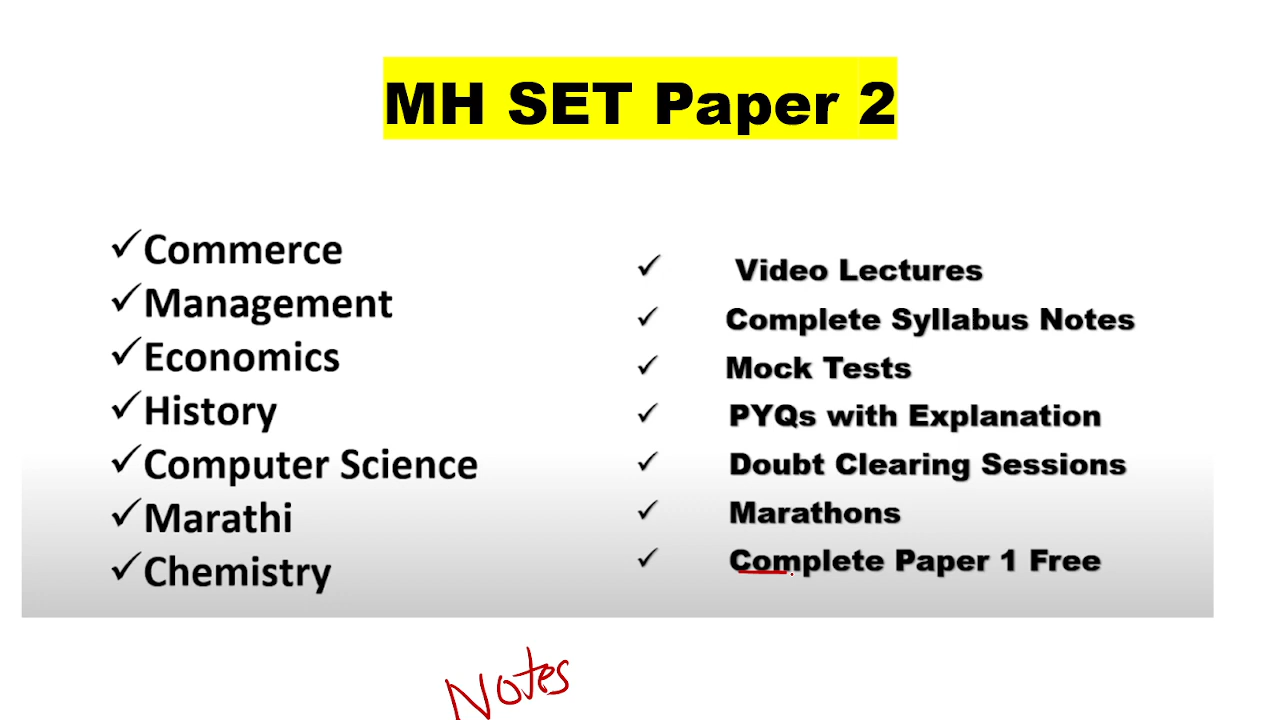 MH SET Paper 2
Commerce
Management
Economics
History
Computer Science
Marathi
Chemistry
Video Lectures
Complete Syllabus Notes
Mock Tests
PYQs with Explanation
Doubt Clearing Sessions
Marathons
Complete Paper 1 Free
Notes